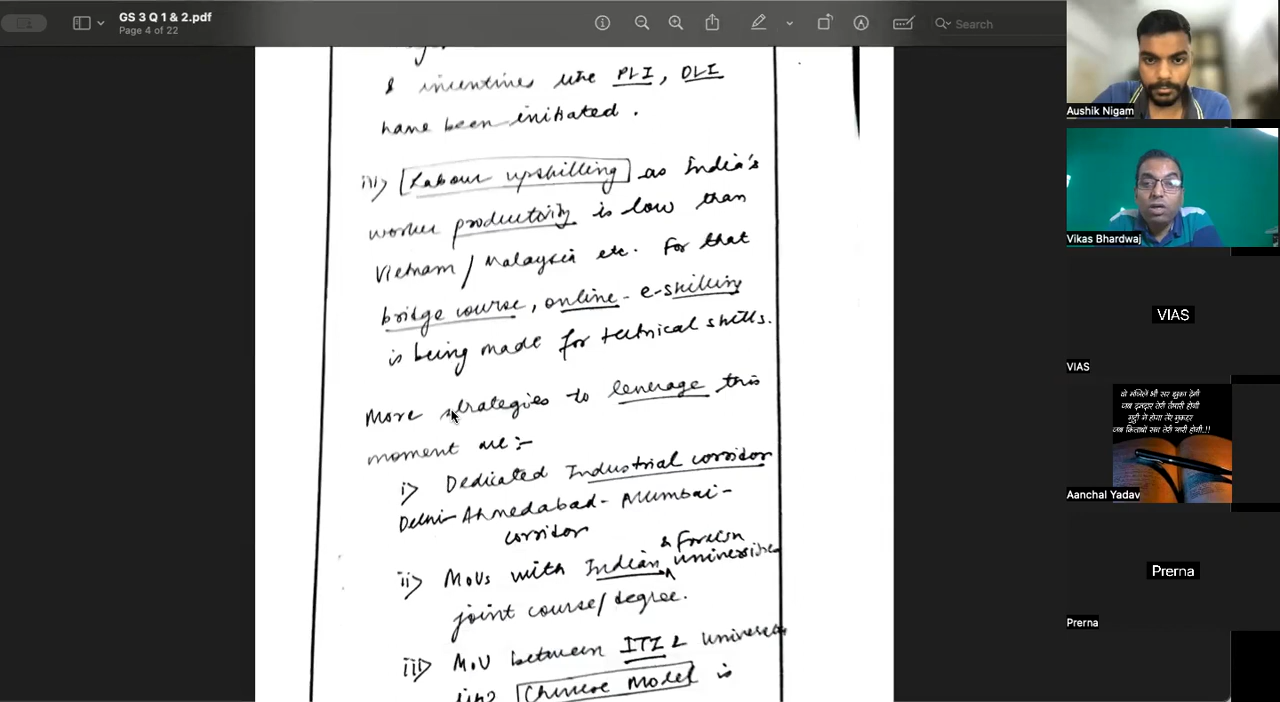 GS 3 Q 1 & 2.pdf
Page 4 of 22
Search
& incentives like PLI, DLI
have been initiated.
iii) Labour upskilling as India's
worker productivity is low than
Vietnam / Malaysia etc. For that
bridge course, online - e-skilling
is being made for technical skills.
More strategies to leverage this
moment are :-
i) Dedicated Industrial corridor
Delhi - Ahmedabad - Mumbai -
corridor
& Foreign
ii) MoUs with Indian universities
joint course/degree.
iii) MoU between ITI &
Chinese Model is
Aushik Nigam
Vikas Bhardwaj
VIAS
VIAS
Aanchal Yadav
Prerna
Prerna